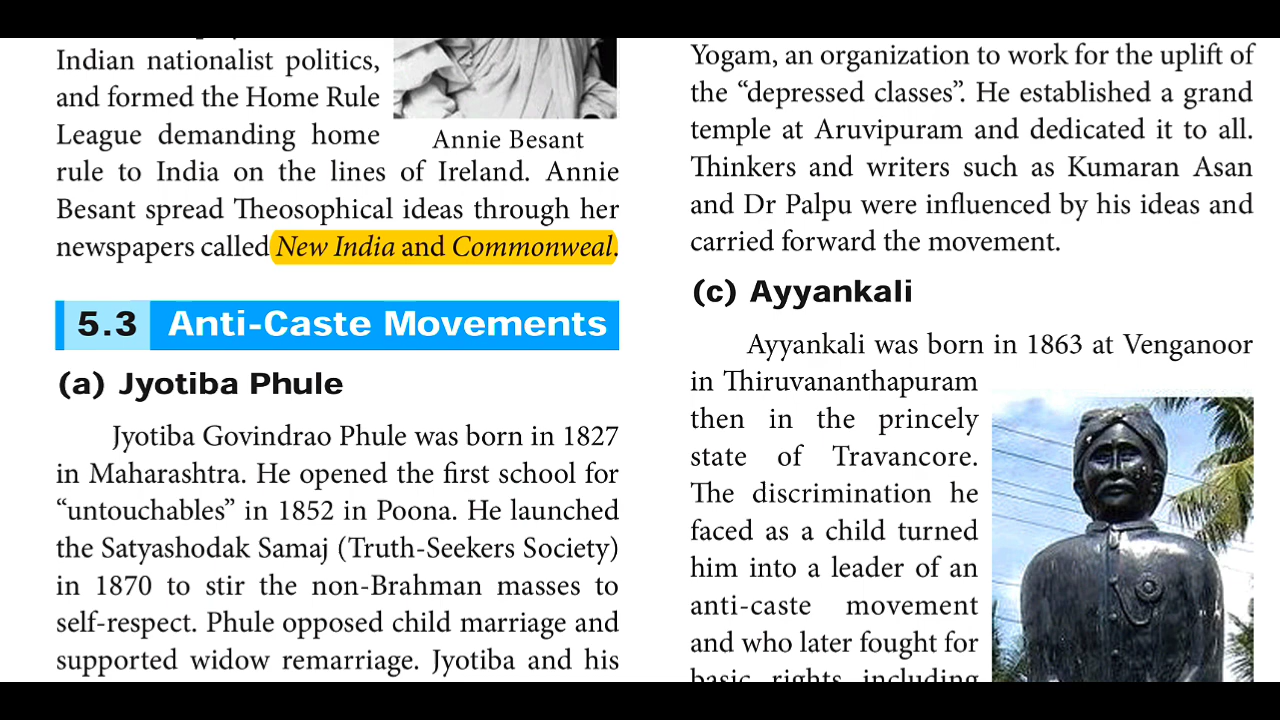 Indian nationalist politics,
and formed the Home Rule
League demanding home
Annie Besant
rule to India on the lines of Ireland. Annie
Besant spread Theosophical ideas through her
newspapers called New India and Commonweal.
5.3 Anti-Caste Movements
(a) Jyotiba Phule
Jyotiba Govindrao Phule was born in 1827
in Maharashtra. He opened the first school for
“untouchables” in 1852 in Poona. He launched
the Satyashodak Samaj (Truth-Seekers Society)
in 1870 to stir the non-Brahman masses to
self-respect. Phule opposed child marriage and
supported widow remarriage. Jyotiba and his
Yogam, an organization to work for the uplift of
the “depressed classes”. He established a grand
temple at Aruvipuram and dedicated it to all.
Thinkers and writers such as Kumaran Asan
and Dr Palpu were influenced by his ideas and
carried forward the movement.
(c) Ayyankali
Ayyankali was born in 1863 at Venganoor
in Thiruvananthapuram
then in the princely
state of Travancore.
The discrimination he
faced as a child turned
him into a leader of an
anti-caste movement
and who later fought for
basic rights including